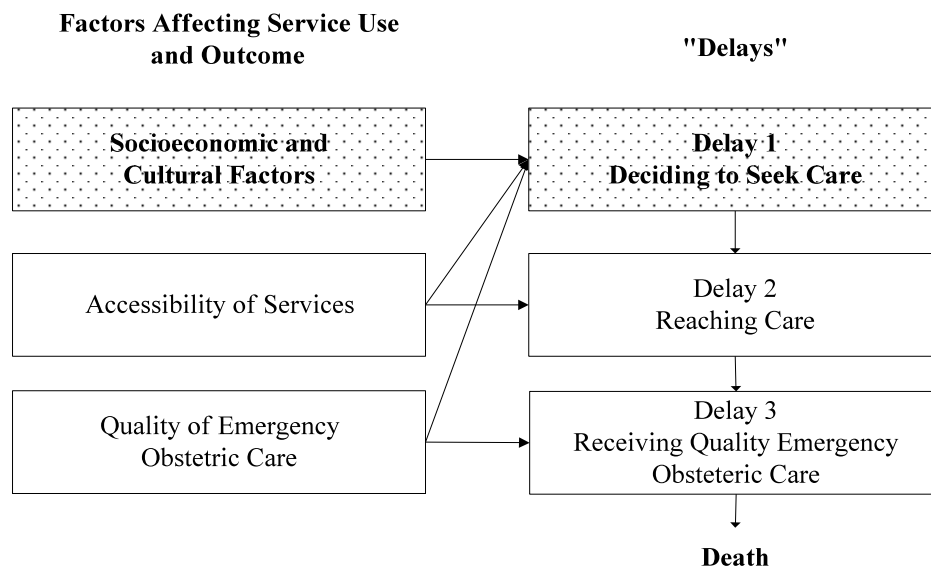 Factors Affecting Service Use
and Outcome
"Delays"
Socioeconomic and
Cultural Factors
Delay 1
Deciding to Seek Care
Accessibility of Services
Delay 2
Reaching Care
Quality of Emergency
Obstetric Care
Delay 3
Receiving Quality Emergency
Obsteteric Care
Death